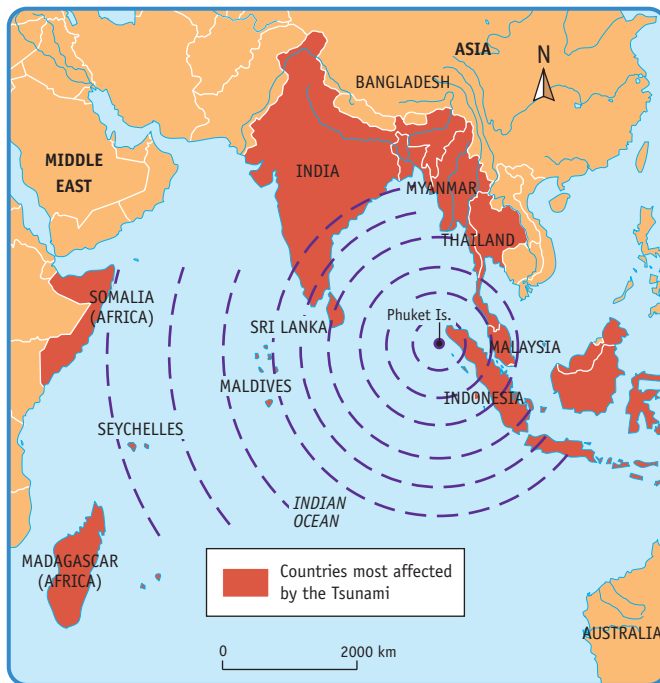 ASIA
N
BANGLADESH
MIDDLE
EAST
INDIA
MYANMAR
THAILAND
SOMALIA
(AFRICA)
Phuket Is.
SRI LANKA
MALAYSIA
MALDIVES
INDONESIA
SEYCHELLES
INDIAN
OCEAN
MADAGASCAR
(AFRICA)
Countries most affected
by the Tsunami
AUSTRALIA
0 2000 km